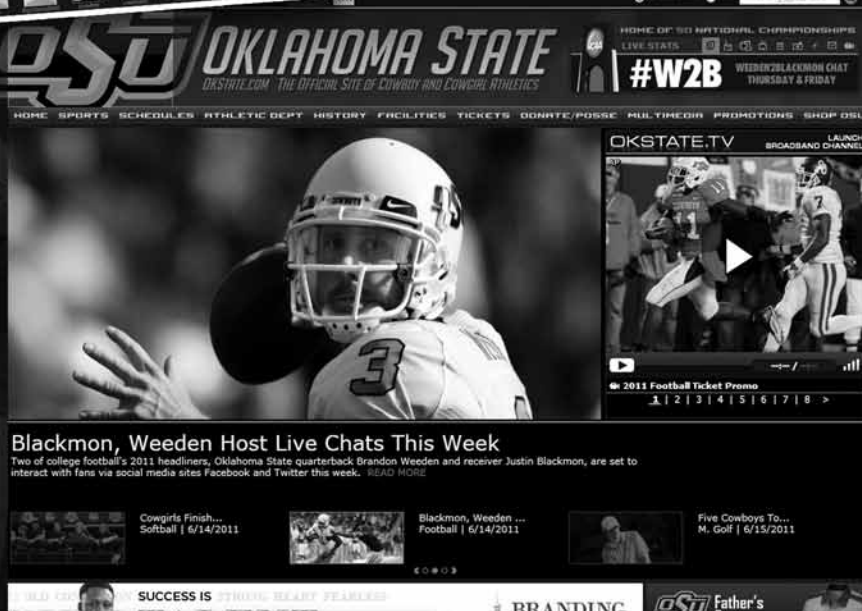 OSU
OKLAHOMA STATE
OKSTATE.COM THE OFFICIAL SITE OF COWBOY AND COWGIRL ATHLETICS
HOME OF 50 NATIONAL CHAMPIONSHIPS
LIVE STATS
#W2B
WEEDEN2BLACKMON CHAT
THURSDAY & FRIDAY
HOME SPORTS SCHEDULES ATHLETIC DEPT HISTORY FACILITIES TICKETS DONATE/POSSE MULTIMEDIA PROMOTIONS SHOP OSU
OKSTATE.TV
LAUNCH
BROADBAND CHANNEL
11
7
3
--:-- / --:--
2011 Football Ticket Promo
1 | 2 | 3 | 4 | 5 | 6 | 7 | 8 >
Blackmon, Weeden Host Live Chats This Week
Two of college football's 2011 headliners, Oklahoma State quarterback Brandon Weeden and receiver Justin Blackmon, are set to
interact with fans via social media sites Facebook and Twitter this week. READ MORE
Cowgirls Finish...
Softball | 6/14/2011
Blackmon, Weeden ...
Football | 6/14/2011
Five Cowboys To...
M. Golf | 6/15/2011
SUCCESS IS STRONG HEART FEARLESS
BRANDING
OSU
Father's